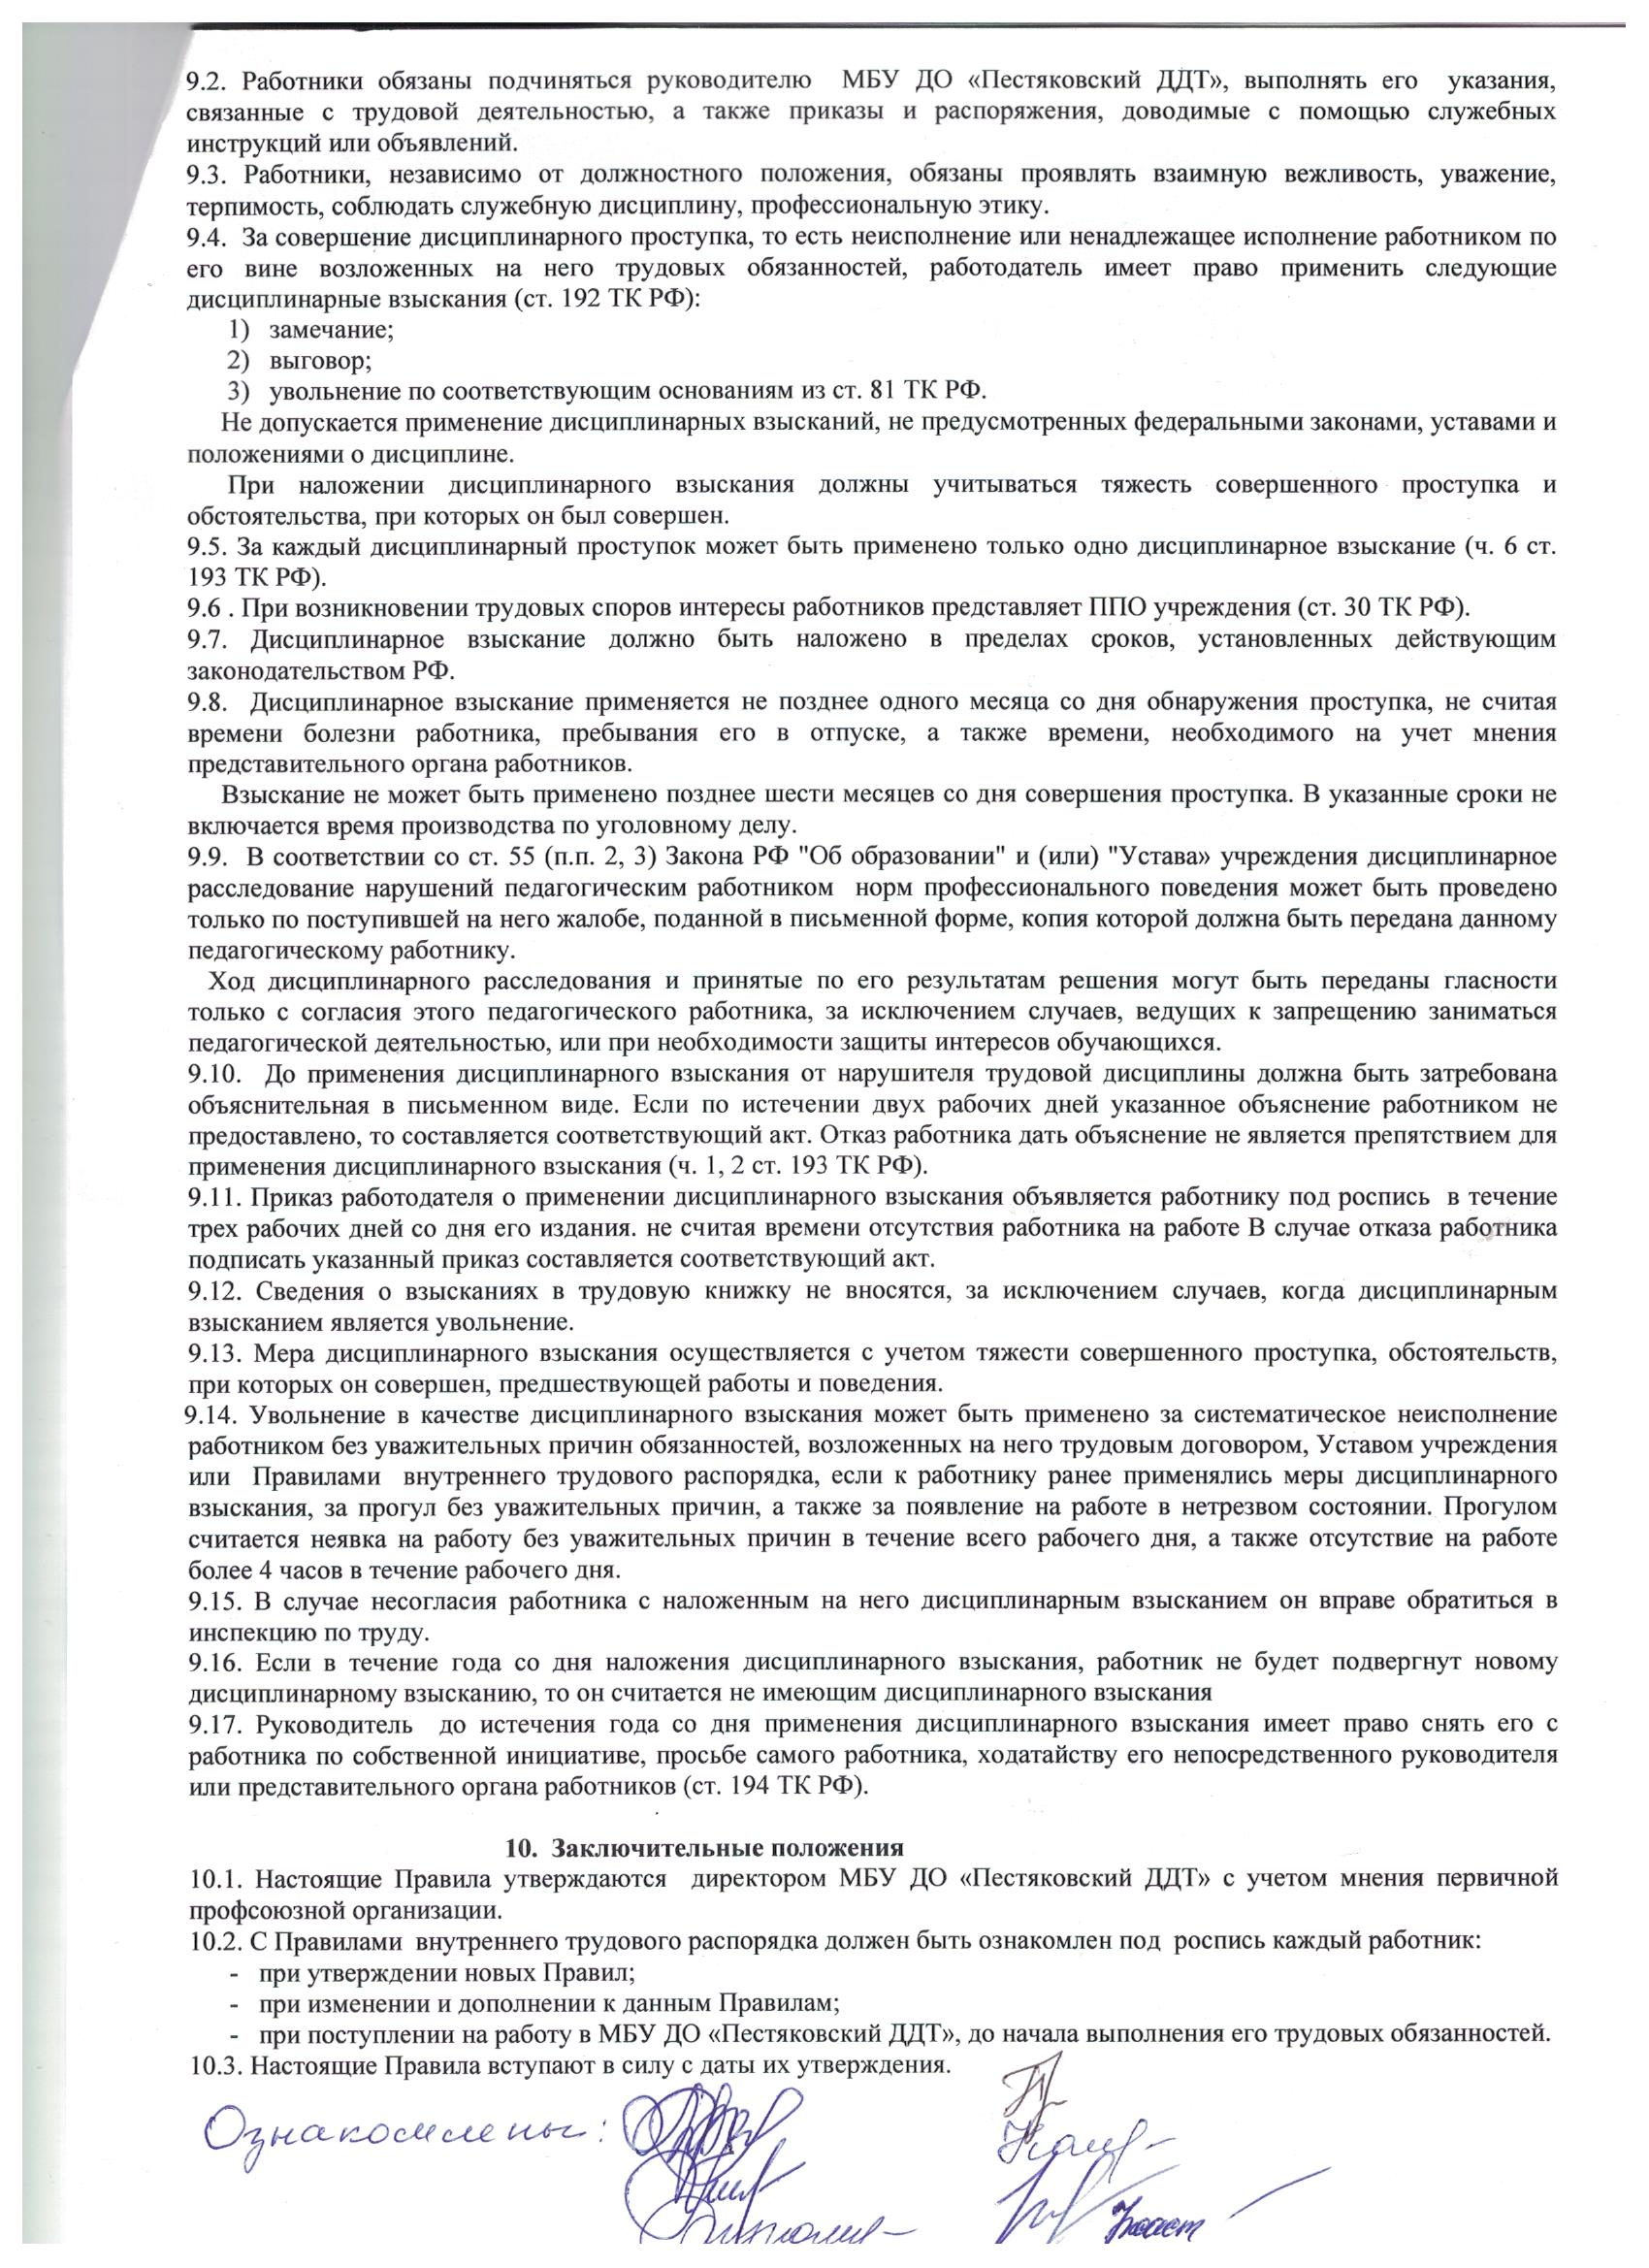 9.2. Работники обязаны подчиняться руководителю МБУ ДО «Пестяковский ДДТ», выполнять его указания,
связанные с трудовой деятельностью, а также приказы и распоряжения, доводимые с помощью служебных
инструкций или объявлений.
9.3. Работники, независимо от должностного положения, обязаны проявлять взаимную вежливость, уважение,
терпимость, соблюдать служебную дисциплину, профессиональную этику.
9.4. За совершение дисциплинарного проступка, то есть неисполнение или ненадлежащее исполнение работником по
его вине возложенных на него трудовых обязанностей, работодатель имеет право применить следующие
дисциплинарные взыскания (ст. 192 ТК РФ):
1) замечание;
2) выговор;
3) увольнение по соответствующим основаниям из ст. 81 ТК РФ.
Не допускается применение дисциплинарных взысканий, не предусмотренных федеральными законами, уставами и
положениями о дисциплине.
При наложении дисциплинарного взыскания должны учитываться тяжесть совершенного проступка и
обстоятельства, при которых он был совершен.
9.5. За каждый дисциплинарный проступок может быть применено только одно дисциплинарное взыскание (ч. 6 ст.
193 ТК РФ).
9.6 . При возникновении трудовых споров интересы работников представляет ППО учреждения (ст. 30 ТК РФ).
9.7. Дисциплинарное взыскание должно быть наложено в пределах сроков, установленных действующим
законодательством РФ.
9.8. Дисциплинарное взыскание применяется не позднее одного месяца со дня обнаружения проступка, не считая
времени болезни работника, пребывания его в отпуске, а также времени, необходимого на учет мнения
представительного органа работников.
Взыскание не может быть применено позднее шести месяцев со дня совершения проступка. В указанные сроки не
включается время производства по уголовному делу.
9.9. В соответствии со ст. 55 (п.п. 2, 3) Закона РФ "Об образовании" и (или) "Устава» учреждения дисциплинарное
расследование нарушений педагогическим работником норм профессионального поведения может быть проведено
только по поступившей на него жалобе, поданной в письменной форме, копия которой должна быть передана данному
педагогическому работнику.
Ход дисциплинарного расследования и принятые по его результатам решения могут быть переданы гласности
только с согласия этого педагогического работника, за исключением случаев, ведущих к запрещению заниматься
педагогической деятельностью, или при необходимости защиты интересов обучающихся.
9.10. До применения дисциплинарного взыскания от нарушителя трудовой дисциплины должна быть затребована
объяснительная в письменном виде. Если по истечении двух рабочих дней указанное объяснение работником не
предоставлено, то составляется соответствующий акт. Отказ работника дать объяснение не является препятствием для
применения дисциплинарного взыскания (ч. 1, 2 ст. 193 ТК РФ).
9.11. Приказ работодателя о применении дисциплинарного взыскания объявляется работнику под роспись в течение
трех рабочих дней со дня его издания. не считая времени отсутствия работника на работе В случае отказа работника
подписать указанный приказ составляется соответствующий акт.
9.12. Сведения о взысканиях в трудовую книжку не вносятся, за исключением случаев, когда дисциплинарным
взысканием является увольнение.
9.13. Мера дисциплинарного взыскания осуществляется с учетом тяжести совершенного проступка, обстоятельств,
при которых он совершен, предшествующей работы и поведения.
9.14. Увольнение в качестве дисциплинарного взыскания может быть применено за систематическое неисполнение
работником без уважительных причин обязанностей, возложенных на него трудовым договором, Уставом учреждения
или Правилами внутреннего трудового распорядка, если к работнику ранее применялись меры дисциплинарного
взыскания, за прогул без уважительных причин, а также за появление на работе в нетрезвом состоянии. Прогулом
считается неявка на работу без уважительных причин в течение всего рабочего дня, а также отсутствие на работе
более 4 часов в течение рабочего дня.
9.15. В случае несогласия работника с наложенным на него дисциплинарным взысканием он вправе обратиться в
инспекцию по труду.
9.16. Если в течение года со дня наложения дисциплинарного взыскания, работник не будет подвергнут новому
дисциплинарному взысканию, то он считается не имеющим дисциплинарного взыскания
9.17. Руководитель до истечения года со дня применения дисциплинарного взыскания имеет право снять его с
работника по собственной инициативе, просьбе самого работника, ходатайству его непосредственного руководителя
или представительного органа работников (ст. 194 ТК РФ).
10. Заключительные положения
10.1. Настоящие Правила утверждаются директором МБУ ДО «Пестяковский ДДТ» с учетом мнения первичной
профсоюзной организации.
10.2. С Правилами внутреннего трудового распорядка должен быть ознакомлен под роспись каждый работник:
- при утверждении новых Правил;
- при изменении и дополнении к данным Правилам;
- при поступлении на работу в МБУ ДО «Пестяковский ДДТ», до начала выполнения его трудовых обязанностей.
10.3. Настоящие Правила вступают в силу с даты их утверждения.
Ознакомлены: